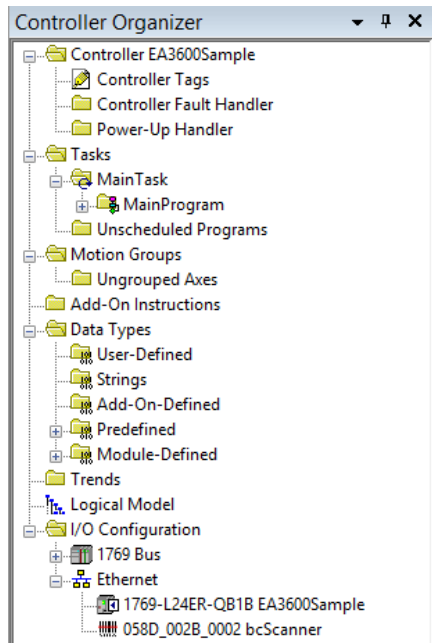 Controller Organizer
Controller EA3600Sample
Controller Tags
Controller Fault Handler
Power-Up Handler
Tasks
MainTask
MainProgram
Unscheduled Programs
Motion Groups
Ungrouped Axes
Add-On Instructions
Data Types
User-Defined
Strings
Add-On-Defined
Predefined
Module-Defined
Trends
Logical Model
I/O Configuration
1769 Bus
Ethernet
1769-L24ER-QB1B EA3600Sample
058D_002B_0002 bcScanner